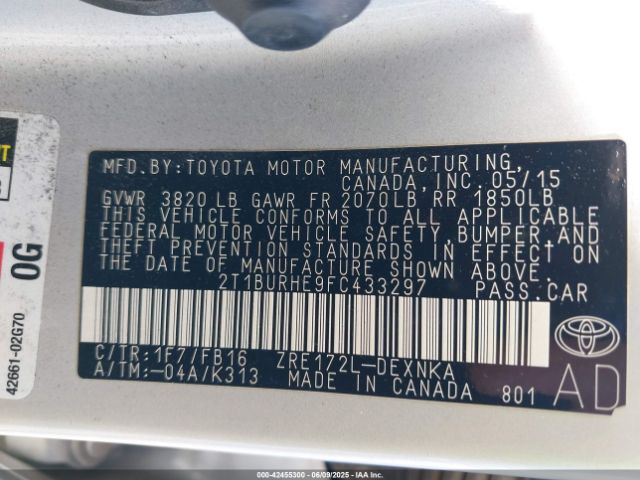 MFD.BY:TOYOTA MOTOR MANUFACTURING,
CANADA,INC. 05/15
GVWR 3820 LB GAWR FR 2070LB RR 1850LB
THIS VEHICLE CONFORMS TO ALL APPLICABLE
FEDERAL MOTOR VEHICLE SAFETY, BUMPER, AND
THEFT PREVENTION STANDARDS IN EFFECT ON
THE DATE OF MANUFACTURE SHOWN ABOVE.
2T1BURHE9FC433297 PASS.CAR
C/TR:1F7/FB16 ZRE172L-DEXNKA
A/TM:-04A/K313 MADE IN CANADA 801
TOYOTA
AD
0G
42661-02G70
000-42455300 - 06/09/2025 - IAAI.COM